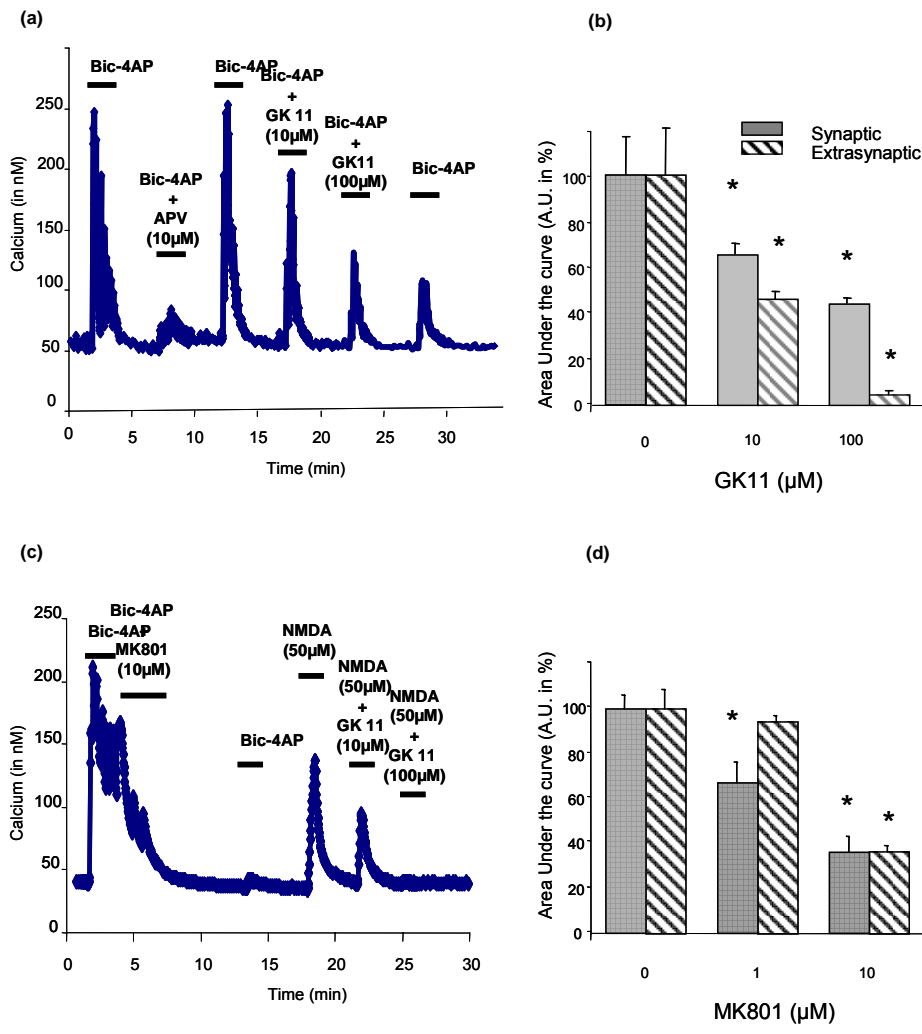 (a)
Bic-4AP
Bic-4AP
Bic-4AP
+
GK 11
(10µM)
Bic-4AP
+
GK11
(100µM)
Bic-4AP
Bic-4AP
+
APV
(10µM)
Calcium (in nM)
300
250
200
150
100
50
0
0 5 10 15 20 25 30
Time (min)
(b)
Synaptic
Extrasynaptic
Area Under the curve (A.U. in %)
100
80
60
40
20
0
*
*
*
*
0 10 100
GK11 (µM)
(c)
Bic-4AP
Bic-4AP
+
MK801
(10µM)
Bic-4AP
NMDA
(50µM)
NMDA
(50µM)
+
GK 11
(10µM)
NMDA
(50µM)
+
GK 11
(100µM)
Calcium (in nM)
250
200
150
100
50
0
0 5 10 15 20 25 30
Time (min)
(d)
Area Under the curve (A.U. in %)
100
80
60
40
20
0
*
*
*
0 1 10
MK801 (µM)